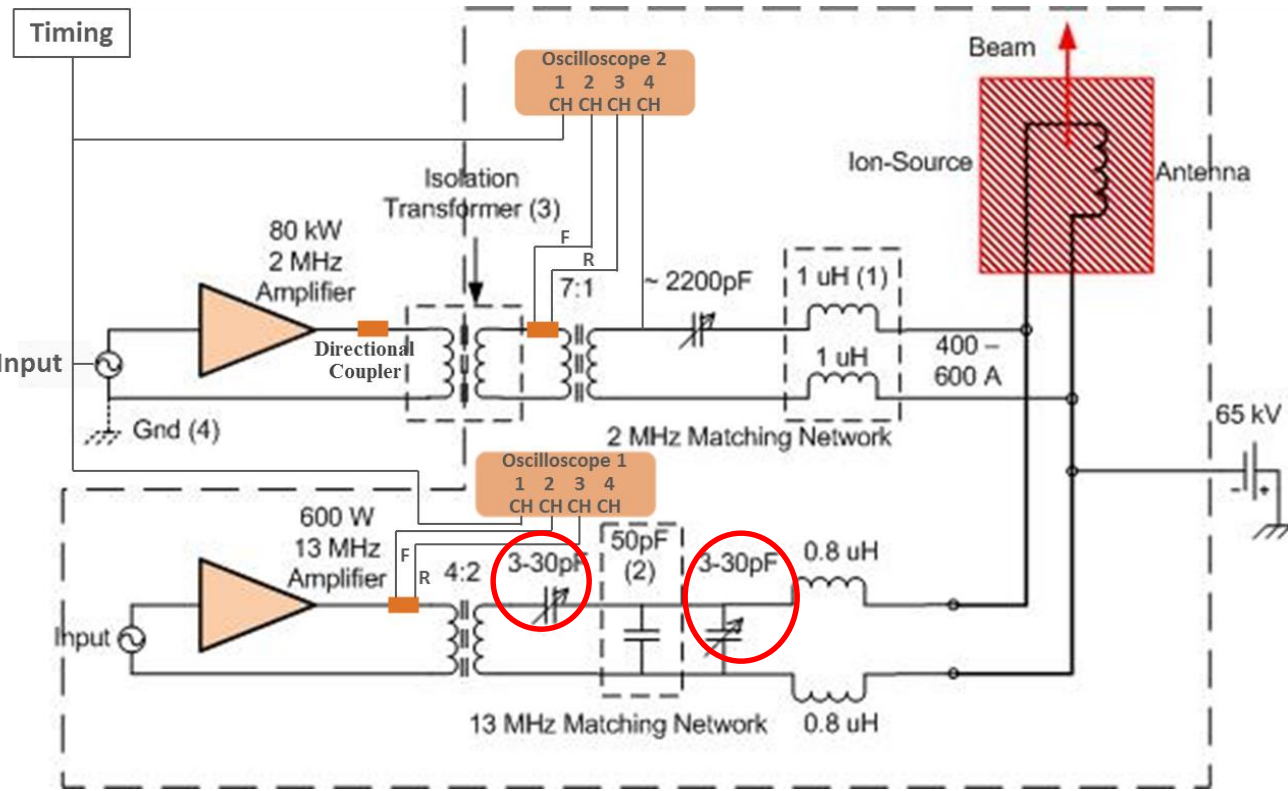 Timing
Oscilloscope 2
1 2 3 4
CH CH CH CH
Beam
Ion-Source
Antenna
Isolation
Transformer (3)
80 kW
2 MHz
Amplifier
F
R
7:1
~ 2200pF
1 uH (1)
1 uH
400 –
600 A
Directional
Coupler
Input
Gnd (4)
2 MHz Matching Network
65 kV
- +
Oscilloscope 1
1 2 3 4
CH CH CH CH
600 W
13 MHz
Amplifier
F
R
4:2
3-30pF
50pF
(2)
3-30pF
0.8 uH
Input
13 MHz Matching Network
0.8 uH